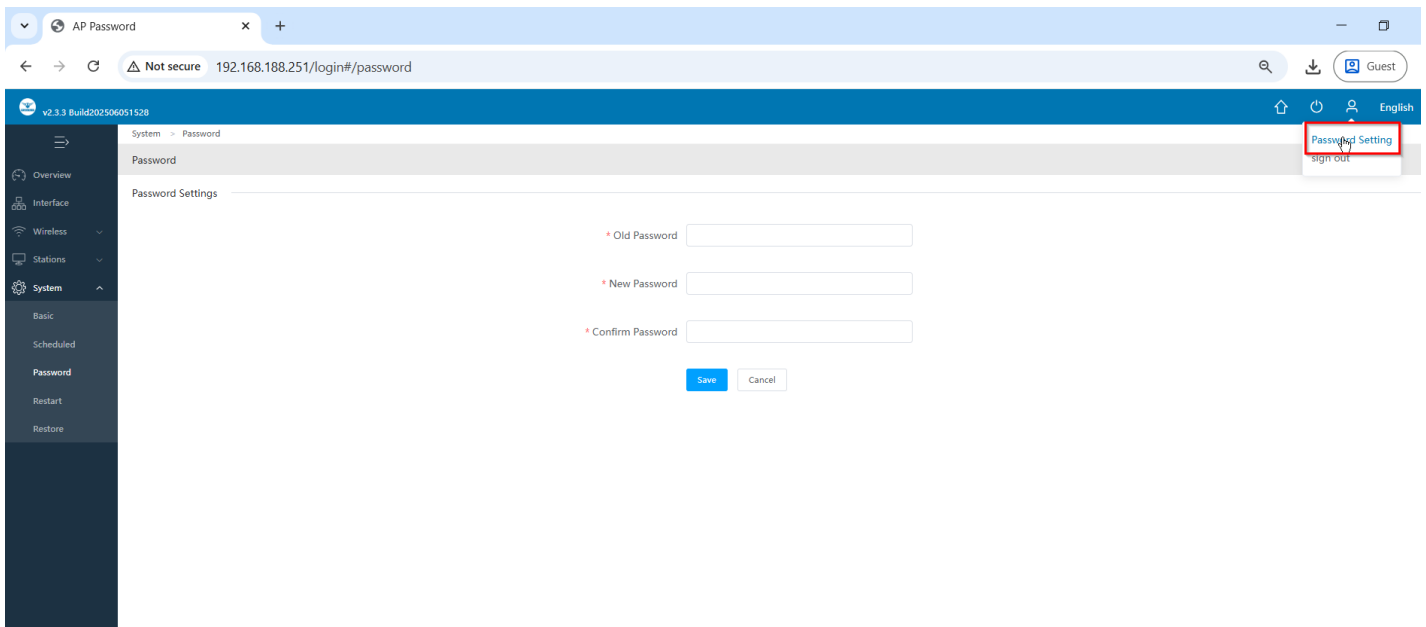 AP Password
Not secure 192.168.188.251/login#/password
Guest
v2.3.3 Build202506051528
English
System > Password
Password Setting
sign out
Password
Overview
Password Settings
Interface
Wireless
* Old Password
Stations
System
* New Password
Basic
* Confirm Password
Scheduled
Password
Save Cancel
Restart
Restore